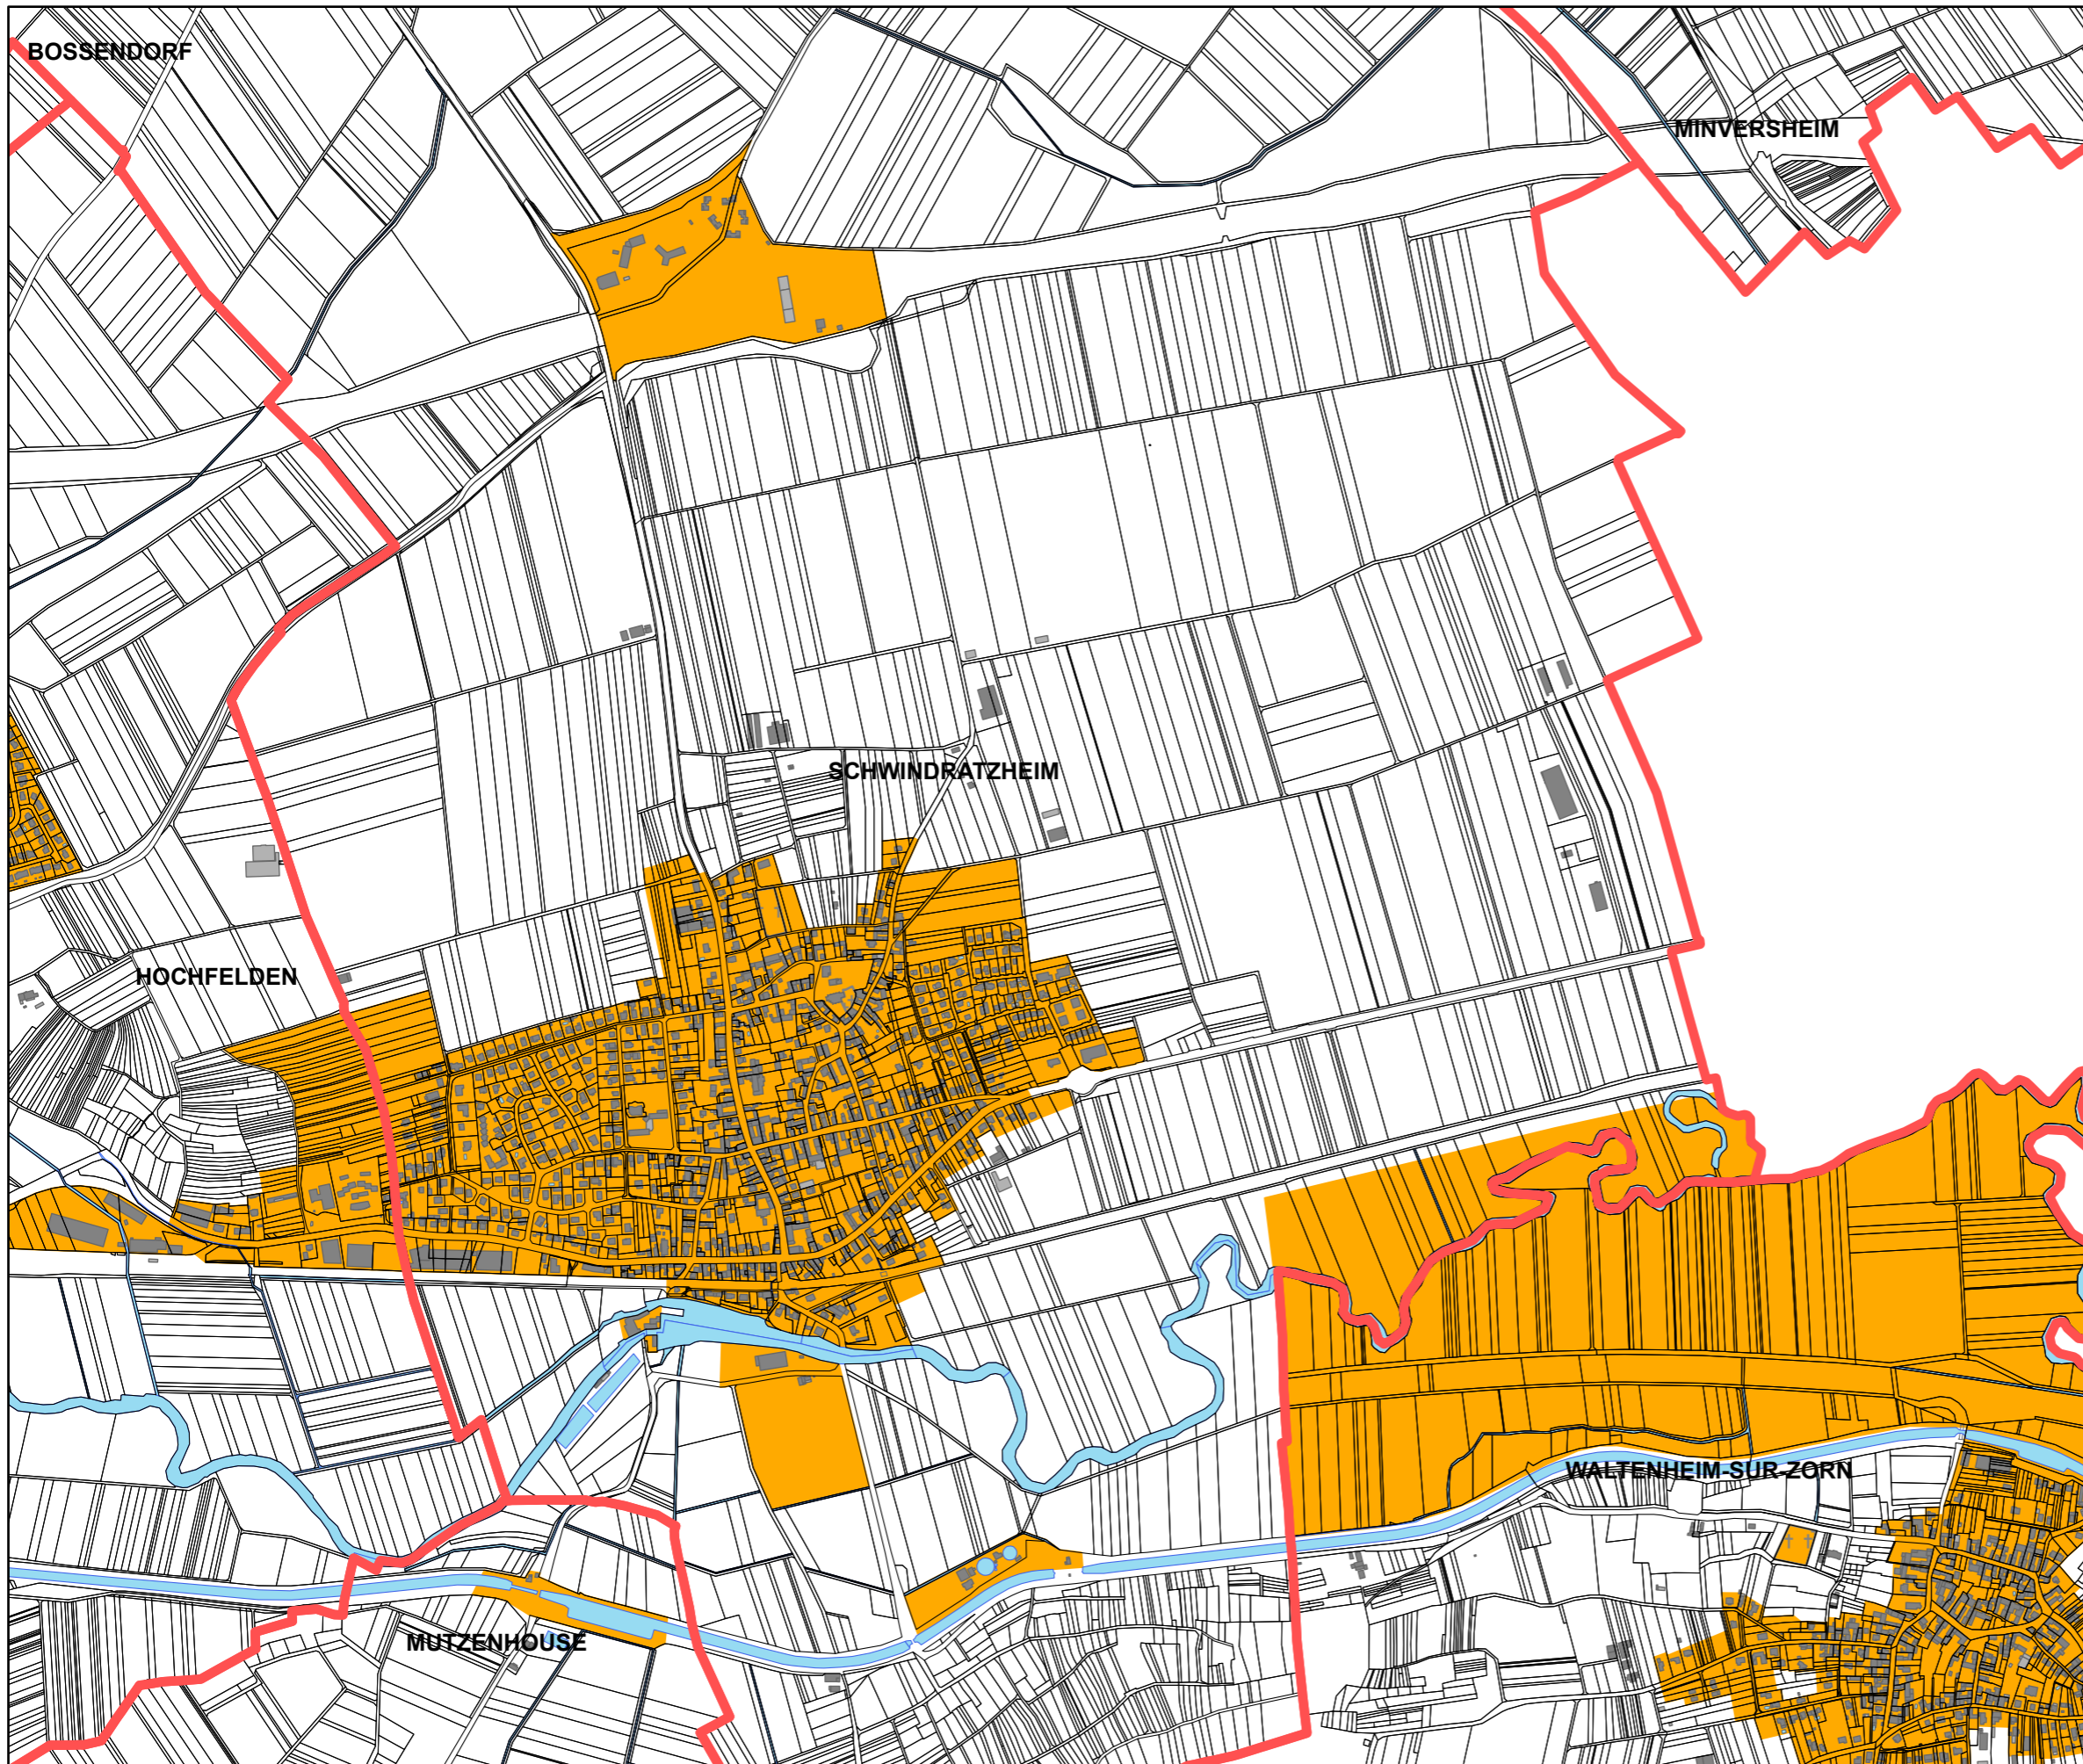 BOSSENDORF
MINVERSHEIM
SCHWINDRATZHEIM
HOCHFELDEN
WALTENHEIM-SUR-ZORN
MUTZENHOUSE